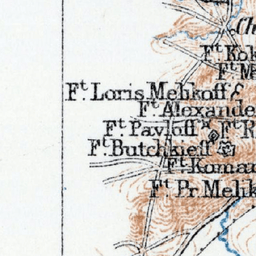 Ch
Ft Kok
Ft M
Ft Loris Melikoff
Ft Alexande
Ft Pavloff Ft R
Ft Butchkieff
Ft Komar
Ft Pr. Melik